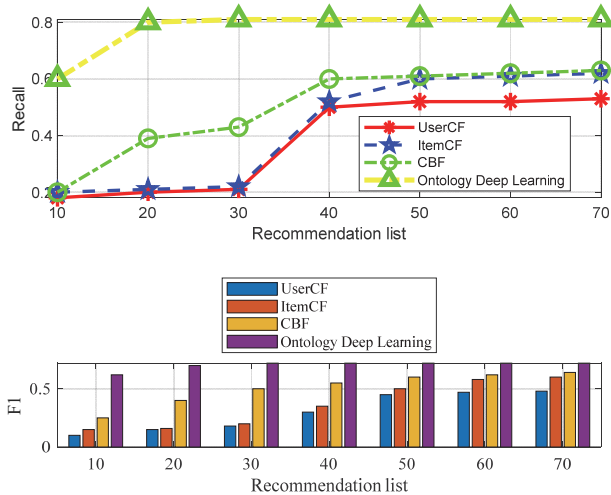 0.8
0.6
0.4
0.2
Recall
UserCF
ItemCF
CBF
Ontology Deep Learning
10 20 30 40 50 60 70
Recommendation list
UserCF
ItemCF
CBF
Ontology Deep Learning
0.5
0
F1
10 20 30 40 50 60 70
Recommendation list